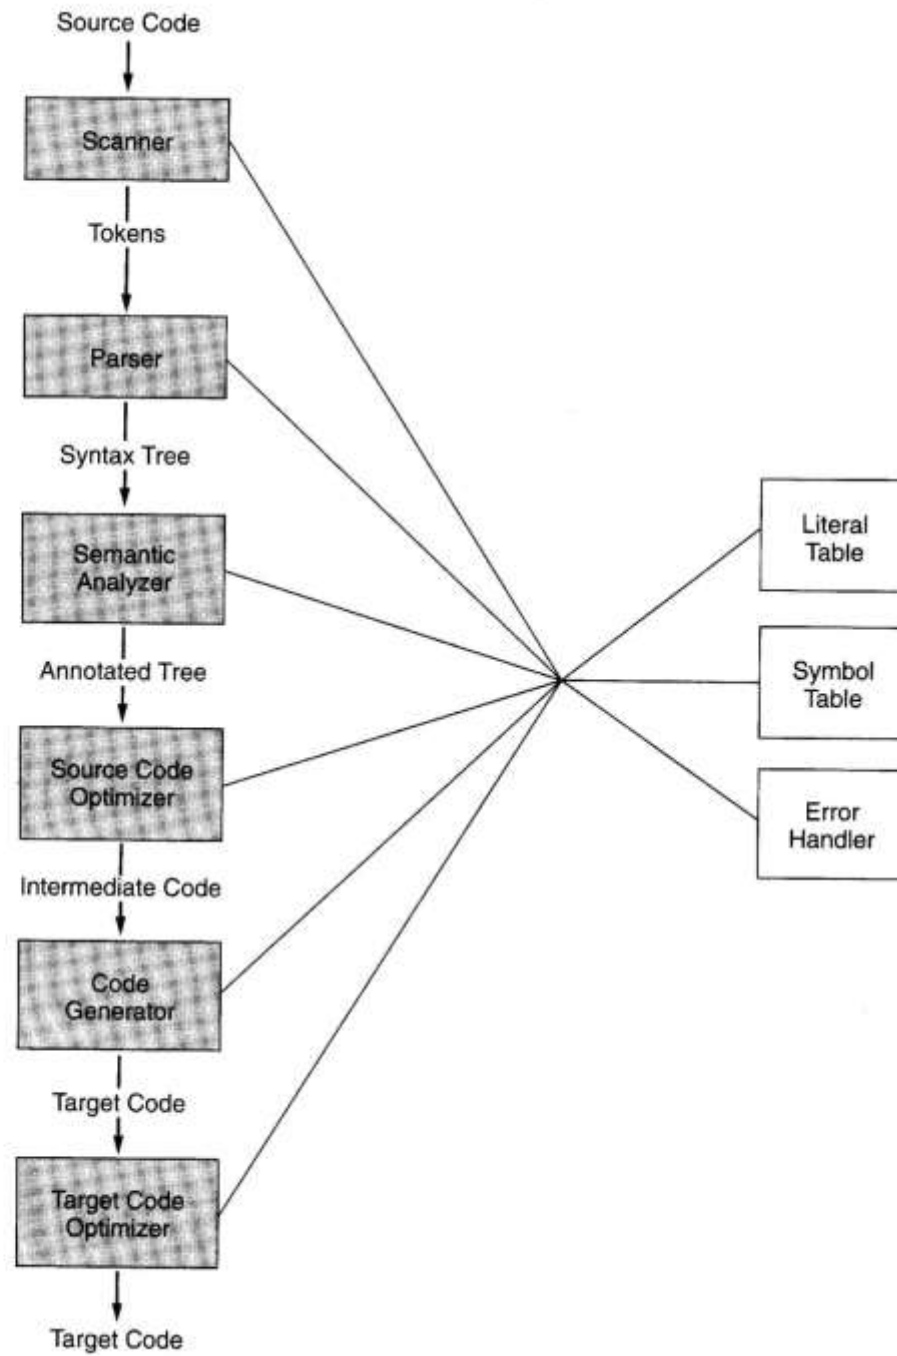 Source Code
Scanner
Tokens
Parser
Syntax Tree
Semantic
Analyzer
Annotated Tree
Source Code
Optimizer
Intermediate Code
Code
Generator
Target Code
Target Code
Optimizer
Target Code
Literal
Table
Symbol
Table
Error
Handler